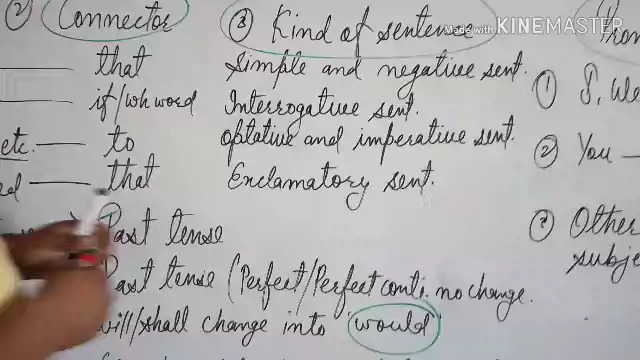 ② Connector ③ Kind of sentence
Made with KINEMASTER
that Simple and negative sent.
if/wh word Interrogative sent.
① I, We
etc. to optative and imperative sent.
② You
that Exclamatory sent.
Past tense
③ Other
subje
Past tense (Perfect/Perfect conti. no change.
will/shall change into would